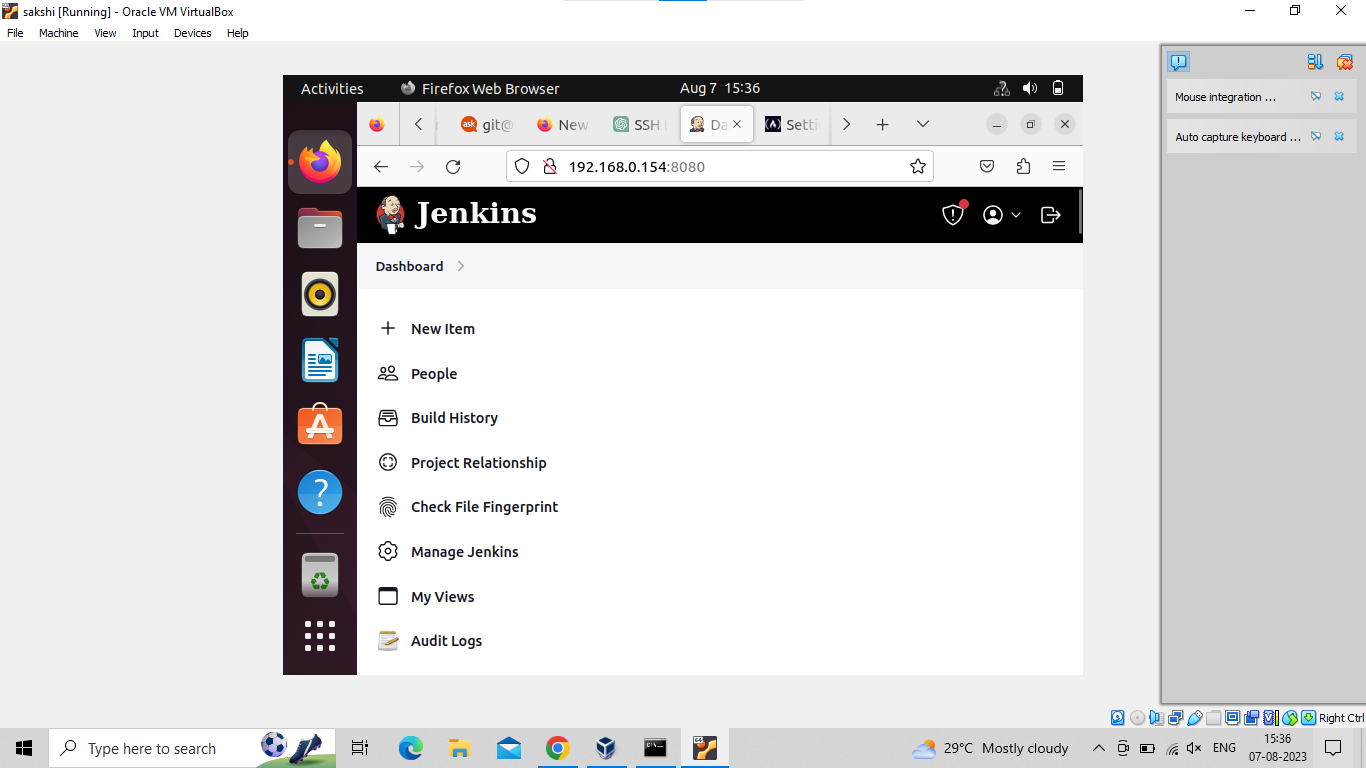 sakshi [Running] - Oracle VM VirtualBox
File Machine View Input Devices Help
Activities Firefox Web Browser Aug 7 15:36
ask git@ New SSH Da Setti
192.168.0.154:8080
Jenkins
Dashboard
New Item
People
Build History
Project Relationship
Check File Fingerprint
Manage Jenkins
My Views
Audit Logs
Mouse integration ...
Auto capture keyboard ...
Right Ctrl
Type here to search
29°C Mostly cloudy
ENG
15:36
07-08-2023